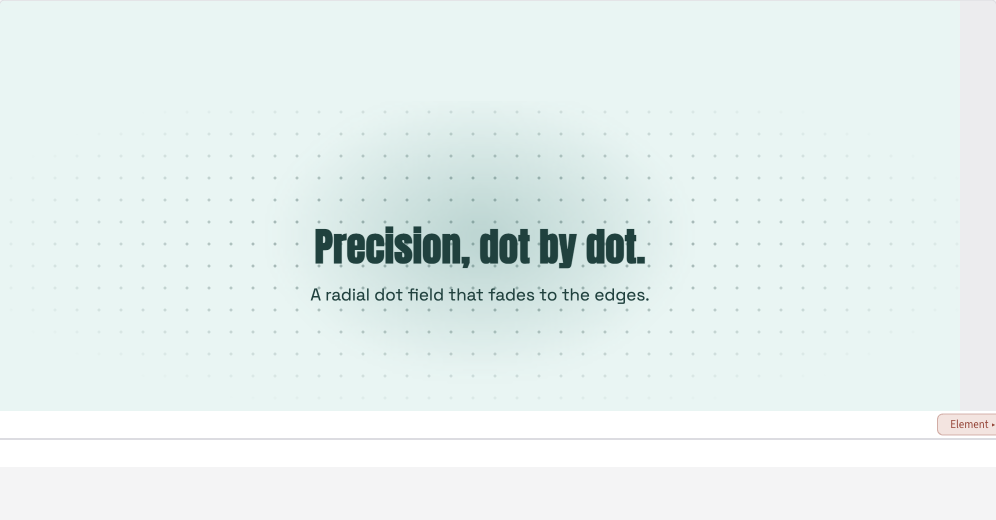 Precision, dot by dot.
A radial dot field that fades to the edges.
Element